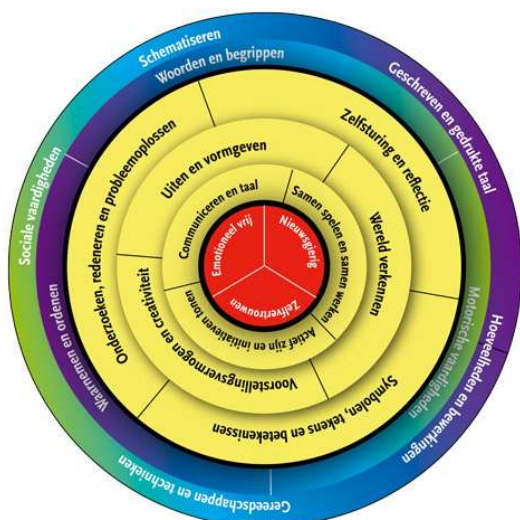 Schematiseren
Woorden en begrippen
Geschreven en gedrukte taal
Sociale vaardigheden
Waarnemen en ordenen
Motorische vaardigheden
Hoeveelheden en bewerkingen
Gereedschappen en technieken
Onderzoeken, redeneren en probleemoplossen
Zelfsturing en reflectie
Symbolen, tekens en betekenissen
Uiten en vormgeven
Wereld verkennen
Voorstellingsvermogen en creativiteit
Communiceren en taal
Samen spelen en samen werken
Actief zijn en initiatieven tonen
Emotioneel vrij
Nieuwsgierig
Zelfvertrouwen